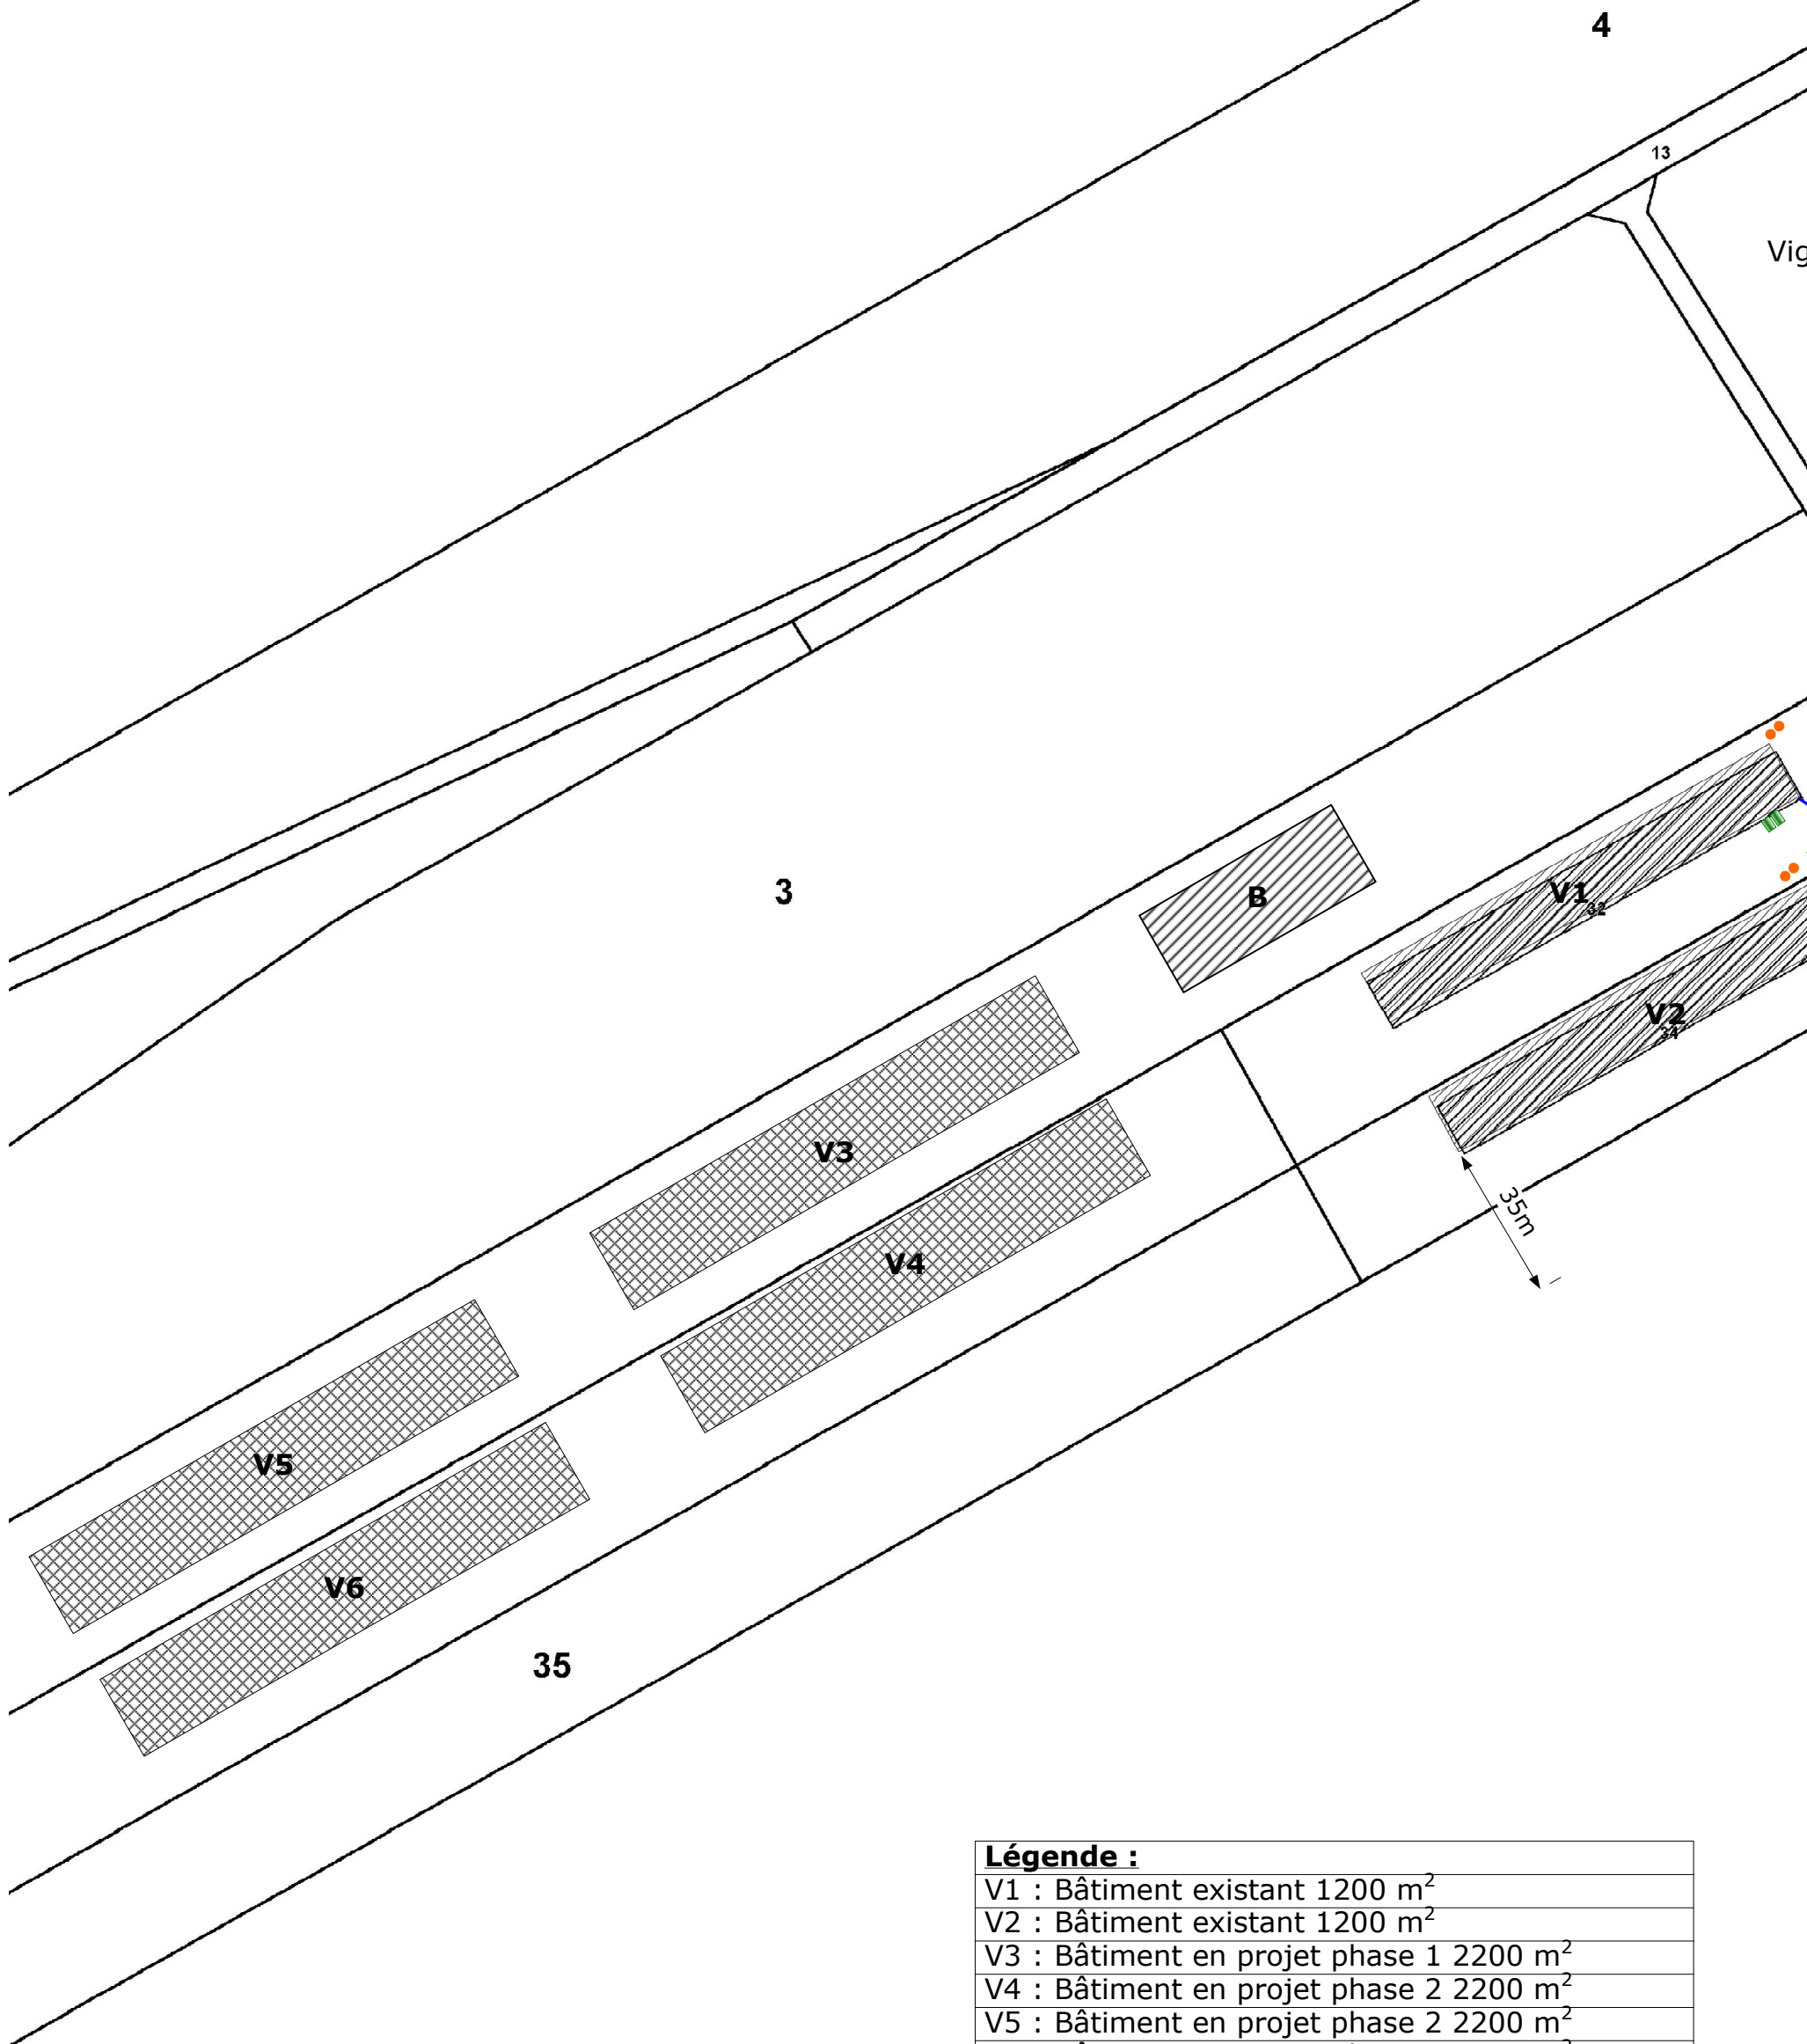 4
13
Vig
3
B
V1
32
V2
34
V3
35m
V4
V5
V6
35
Légende :
V1 : Bâtiment existant 1200 m²
V2 : Bâtiment existant 1200 m²
V3 : Bâtiment en projet phase 1 2200 m²
V4 : Bâtiment en projet phase 2 2200 m²
V5 : Bâtiment en projet phase 2 2200 m²